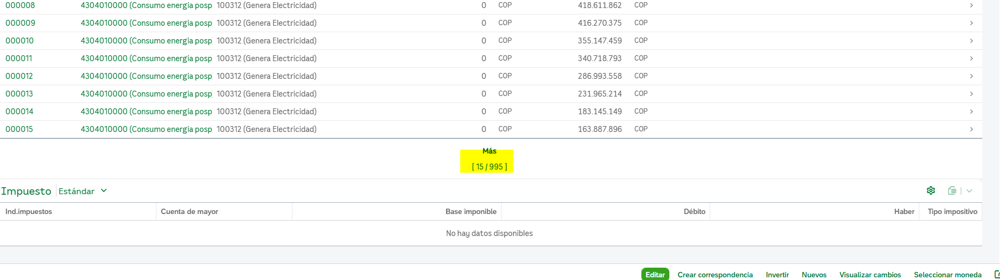 000008 4304010000 (Consumo energia posp 100312 (Genera Electricidad) 0 COP 418.611.862 COP
000009 4304010000 (Consumo energia posp 100312 (Genera Electricidad) 0 COP 416.270.375 COP
000010 4304010000 (Consumo energia posp 100312 (Genera Electricidad) 0 COP 355.147.459 COP
000011 4304010000 (Consumo energia posp 100312 (Genera Electricidad) 0 COP 340.718.793 COP
000012 4304010000 (Consumo energia posp 100312 (Genera Electricidad) 0 COP 286.993.558 COP
000013 4304010000 (Consumo energia posp 100312 (Genera Electricidad) 0 COP 231.965.214 COP
000014 4304010000 (Consumo energia posp 100312 (Genera Electricidad) 0 COP 183.145.149 COP
000015 4304010000 (Consumo energia posp 100312 (Genera Electricidad) 0 COP 163.887.896 COP
Más
[ 15 / 995 ]
Impuesto Estándar
Ind.impuestos Cuenta de mayor Base imponible Débito Haber Tipo impositivo
No hay datos disponibles
Editar Crear correspondencia Invertir Nuevos Visualizar cambios Seleccionar moneda